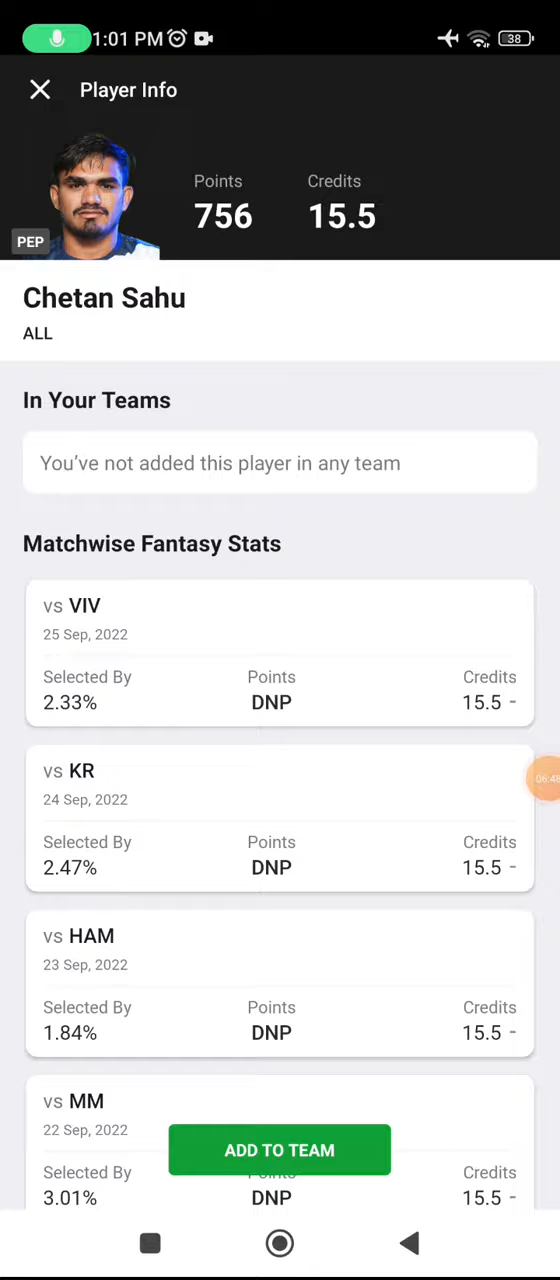 1:01 PM
38
Player Info
Points
Credits
756
15.5
PEP
Chetan Sahu
ALL
In Your Teams
You've not added this player in any team
Matchwise Fantasy Stats
vs VIV
25 Sep, 2022
Selected By Points Credits
2.33% DNP 15.5 -
vs KR
24 Sep, 2022
06:48
Selected By Points Credits
2.47% DNP 15.5 -
vs HAM
23 Sep, 2022
Selected By Points Credits
1.84% DNP 15.5 -
vs MM
22 Sep, 2022
ADD TO TEAM
Selected By Points Credits
3.01% DNP 15.5 -